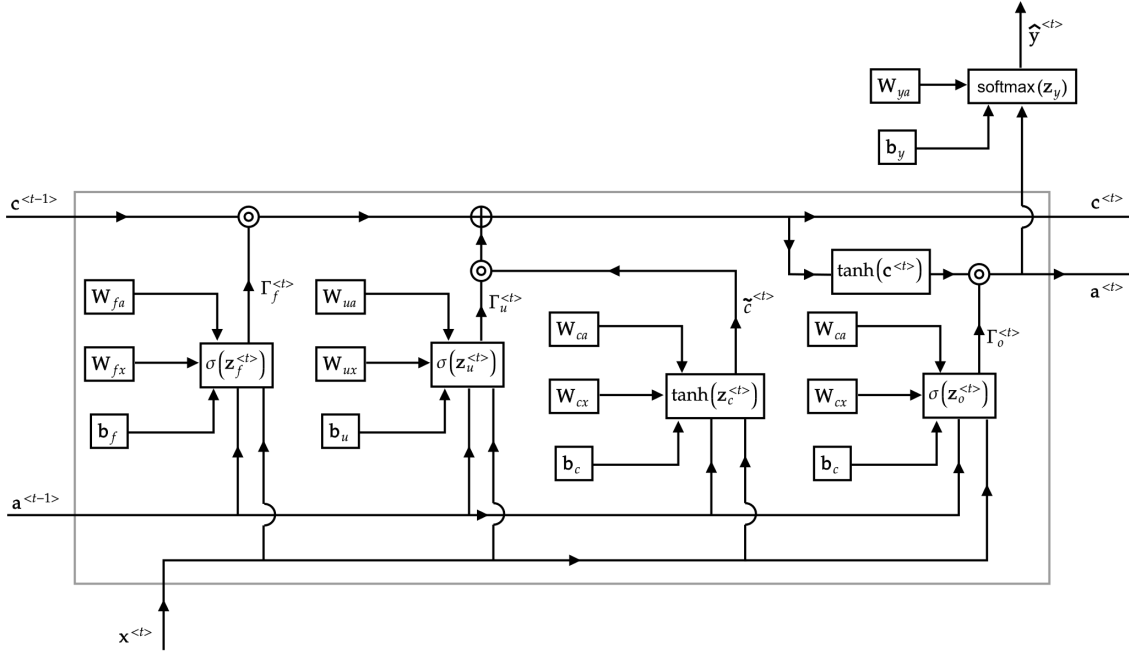 ŷ<t>
W_ya
softmax(z_y)
b_y
c<t−1>
c<t>
Γ_f<t>
Γ_u<t>
c̃<t>
tanh(c<t>)
a<t>
W_fa
W_ua
W_ca
W_ca
Γ_o<t>
W_fx
σ(z_f<t>)
W_ux
σ(z_u<t>)
W_cx
tanh(z_c<t>)
W_cx
σ(z_o<t>)
b_f
b_u
b_c
b_c
a<t−1>
x<t>